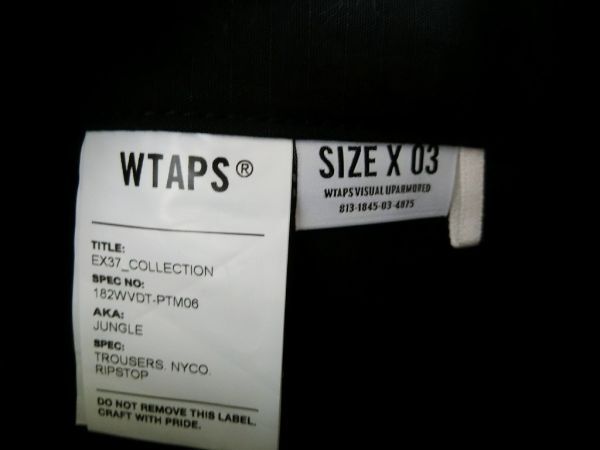 WTAPS®
TITLE:
EX37_COLLECTION
SPEC NO:
182WVDT-PTM06
AKA:
JUNGLE
SPEC:
TROUSERS. NYCO.
RIPSTOP
DO NOT REMOVE THIS LABEL.
CRAFT WITH PRIDE.
SIZE X 03
WTAPS VISUAL UPARMORED
813-1845-03-4875